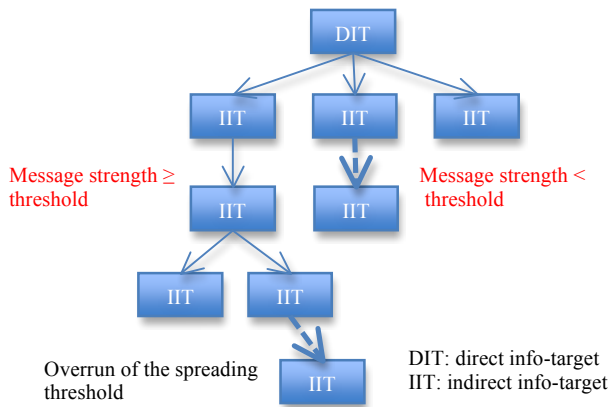 DIT
IIT
IIT
IIT
Message strength ≥
threshold
IIT
IIT
Message strength <
threshold
IIT
IIT
Overrun of the spreading
threshold
IIT
DIT: direct info-target
IIT: indirect info-target